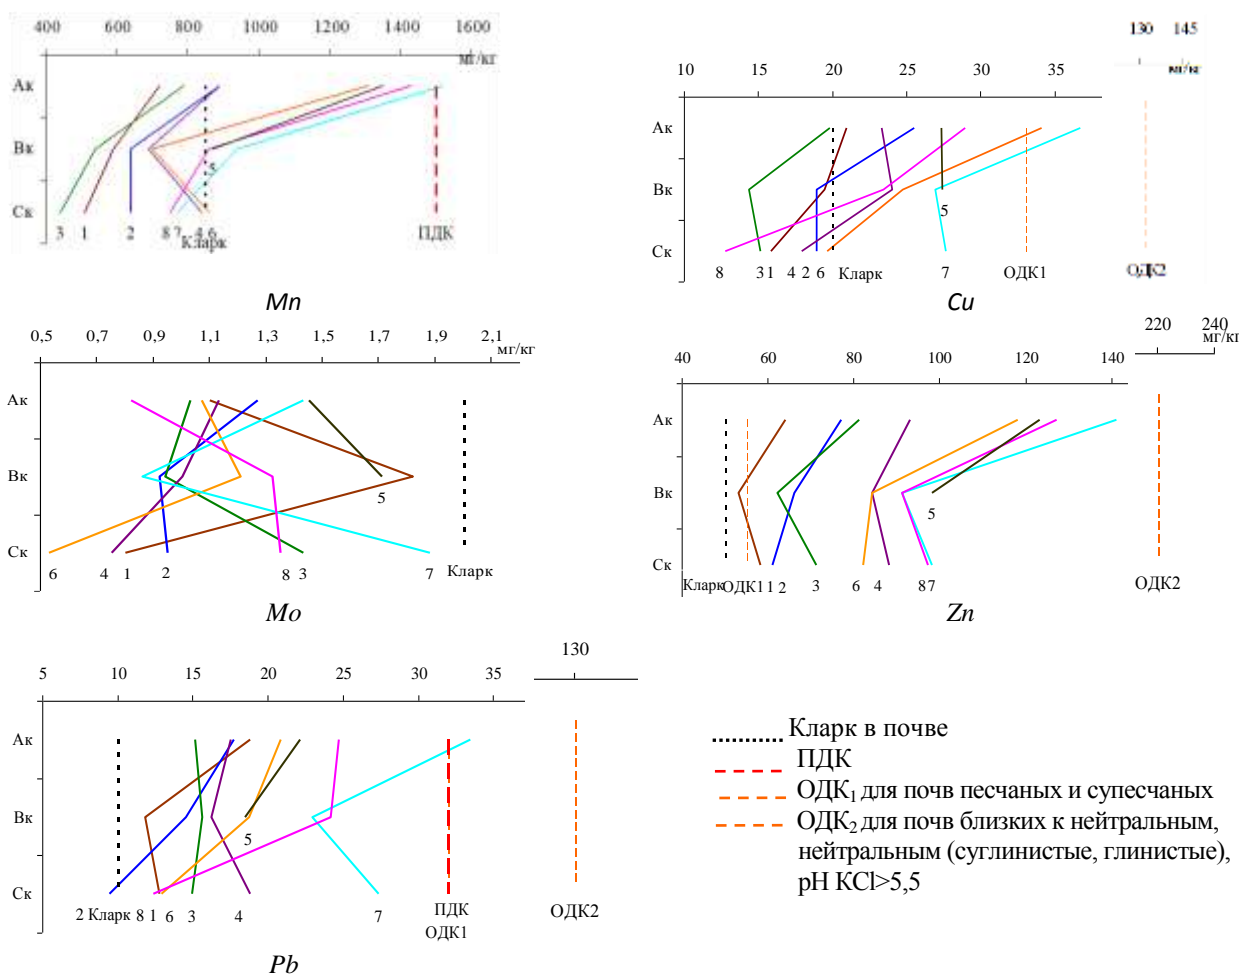 400 600 800 1000 1200 1400 1600
мг/кг
Ак
Вк
5
Ск
3 1 2 8 7 4 6
Кларк
ПДК
Mn
130 145
10 15 20 25 30 35
мг/кг
Ак
Вк
5
Ск
8 3 1 4 2 6 Кларк 7 ОДК1 ОДК2
Cu
0,5 0,7 0,9 1,1 1,3 1,5 1,7 1,9 2,1
мг/кг
Ак
Вк
5
Ск
6 4 1 2 8 3 7 Кларк
Mo
220 240
40 60 80 100 120 140
мг/кг
Ак
Вк
5
Ск
Кларк ОДК1 1 2 3 6 4 8 7 ОДК2
Zn
130
5 10 15 20 25 30 35
Ак
Вк
5
Ск
2 Кларк 8 1 6 3 4 7 ПДК ОДК2
ОДК1
Pb
Кларк в почве
ПДК
ОДК₁ для почв песчаных и супесчаных
ОДК₂ для почв близких к нейтральным,
нейтральным (суглинистые, глинистые),
pH KCl>5,5